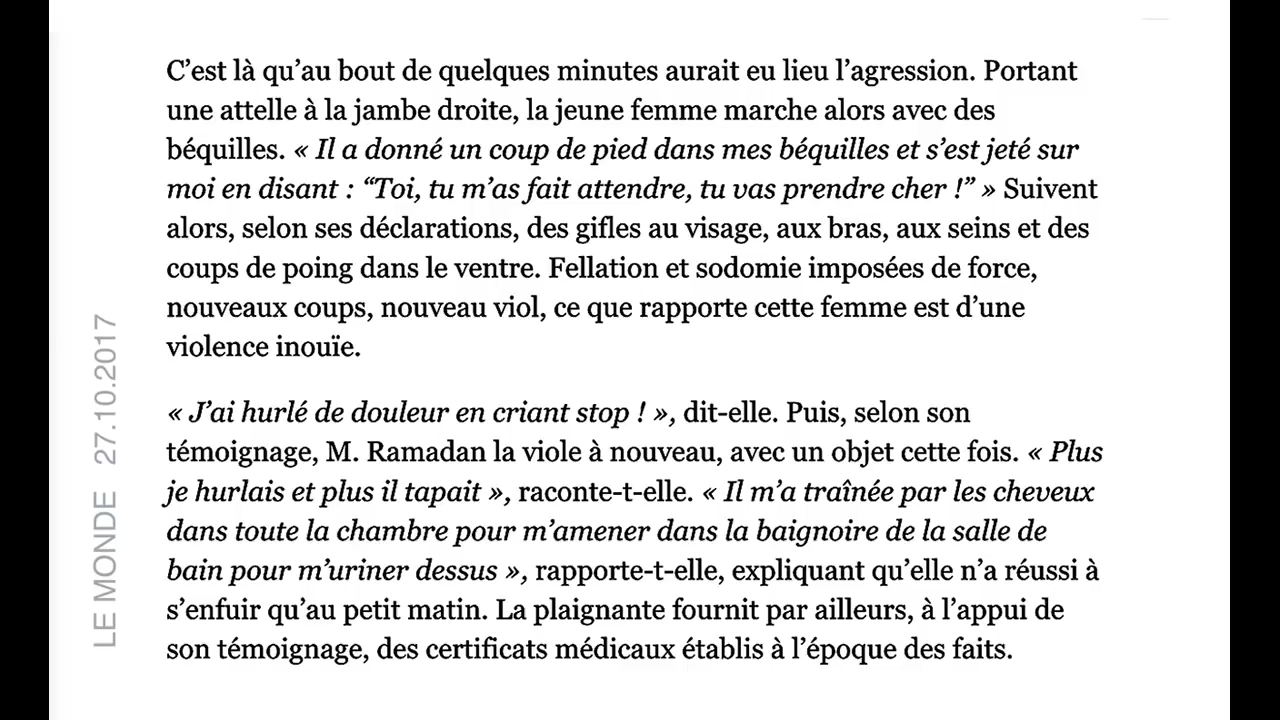 C’est là qu’au bout de quelques minutes aurait eu lieu l’agression. Portant
une attelle à la jambe droite, la jeune femme marche alors avec des
béquilles. « Il a donné un coup de pied dans mes béquilles et s’est jeté sur
moi en disant : “Toi, tu m’as fait attendre, tu vas prendre cher !” » Suivent
alors, selon ses déclarations, des gifles au visage, aux bras, aux seins et des
coups de poing dans le ventre. Fellation et sodomie imposées de force,
nouveaux coups, nouveau viol, ce que rapporte cette femme est d’une
violence inouïe.
« J’ai hurlé de douleur en criant stop ! », dit-elle. Puis, selon son
témoignage, M. Ramadan la viole à nouveau, avec un objet cette fois. « Plus
je hurlais et plus il tapait », raconte-t-elle. « Il m’a traînée par les cheveux
dans toute la chambre pour m’amener dans la baignoire de la salle de
bain pour m’uriner dessus », rapporte-t-elle, expliquant qu’elle n’a réussi à
s’enfuir qu’au petit matin. La plaignante fournit par ailleurs, à l’appui de
son témoignage, des certificats médicaux établis à l’époque des faits.
LE MONDE 27.10.2017